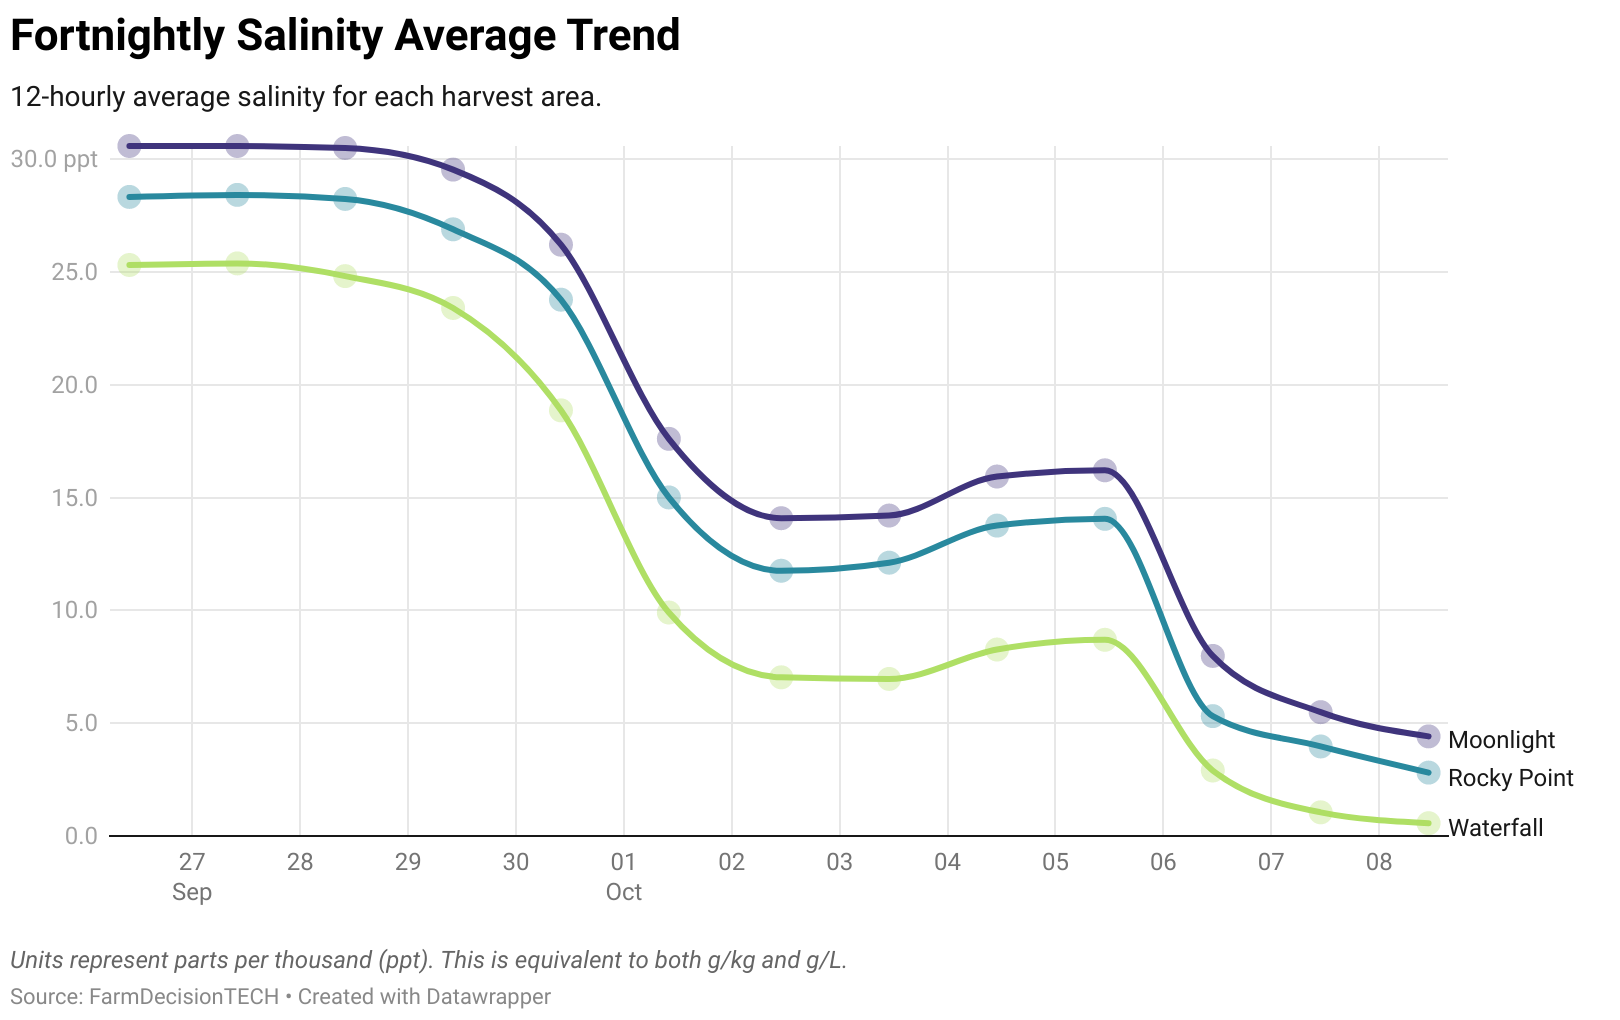 Fortnightly Salinity Average Trend
12-hourly average salinity for each harvest area.
30.0 ppt
25.0
20.0
15.0
10.0
5.0
0.0
Moonlight
Rocky Point
Waterfall
27 28 29 30 01 02 03 04 05 06 07 08
Sep Oct
Units represent parts per thousand (ppt). This is equivalent to both g/kg and g/L.
Source: FarmDecisionTECH • Created with Datawrapper